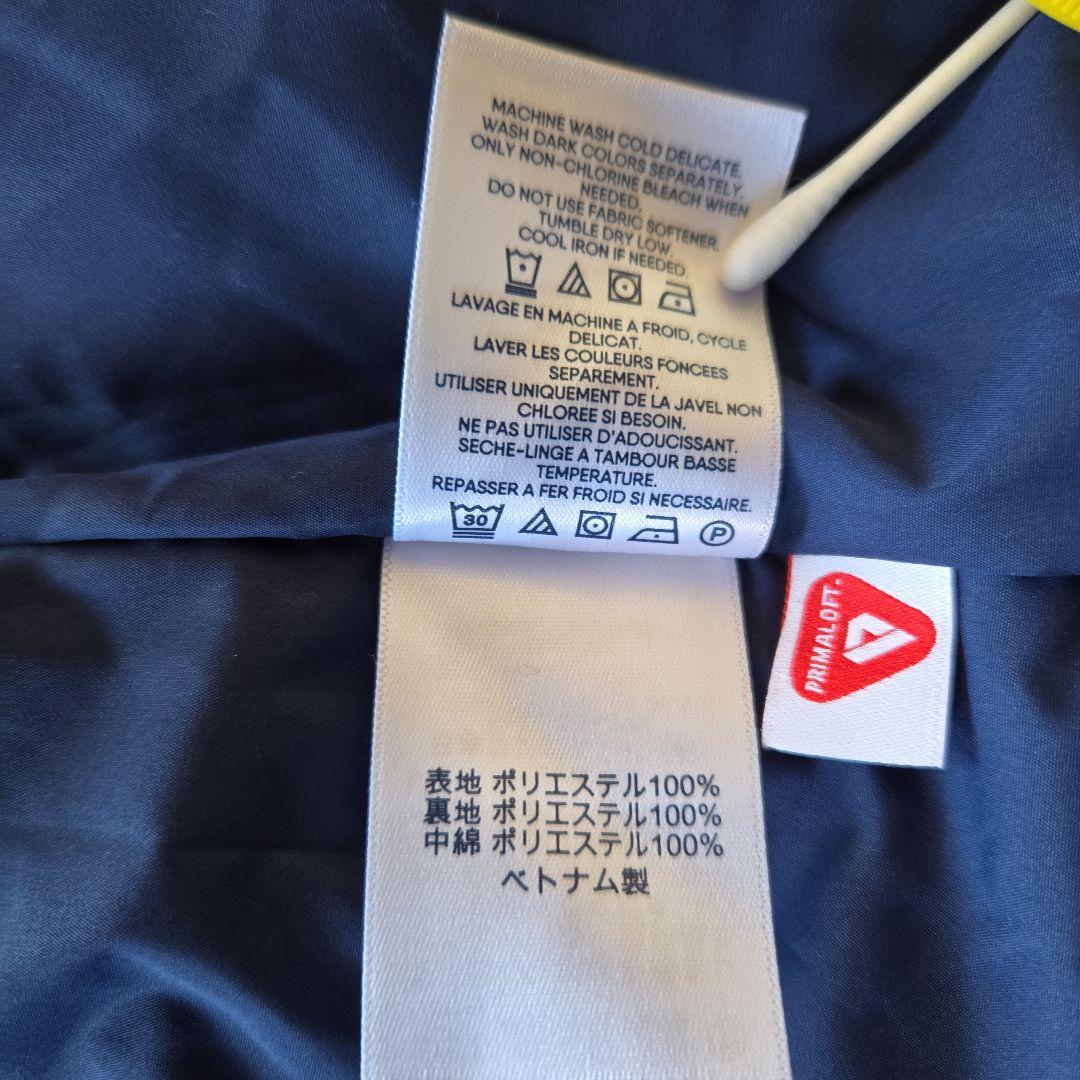 MACHINE WASH COLD DELICATE.
WASH DARK COLORS SEPARATELY.
ONLY NON-CHLORINE BLEACH WHEN
NEEDED.
DO NOT USE FABRIC SOFTENER.
TUMBLE DRY LOW.
COOL IRON IF NEEDED.
LAVAGE EN MACHINE A FROID, CYCLE
DELICAT.
LAVER LES COULEURS FONCEES
SEPAREMENT.
UTILISER UNIQUEMENT DE LA JAVEL NON
CHLOREE SI BESOIN.
NE PAS UTILISER D'ADOUCISSANT.
SECHE-LINGE A TAMBOUR BASSE
TEMPERATURE.
REPASSER A FER FROID SI NECESSAIRE.
30 P
PRIMALOFT
表地 ポリエステル100%
裏地 ポリエステル100%
中綿 ポリエステル100%
ベトナム製